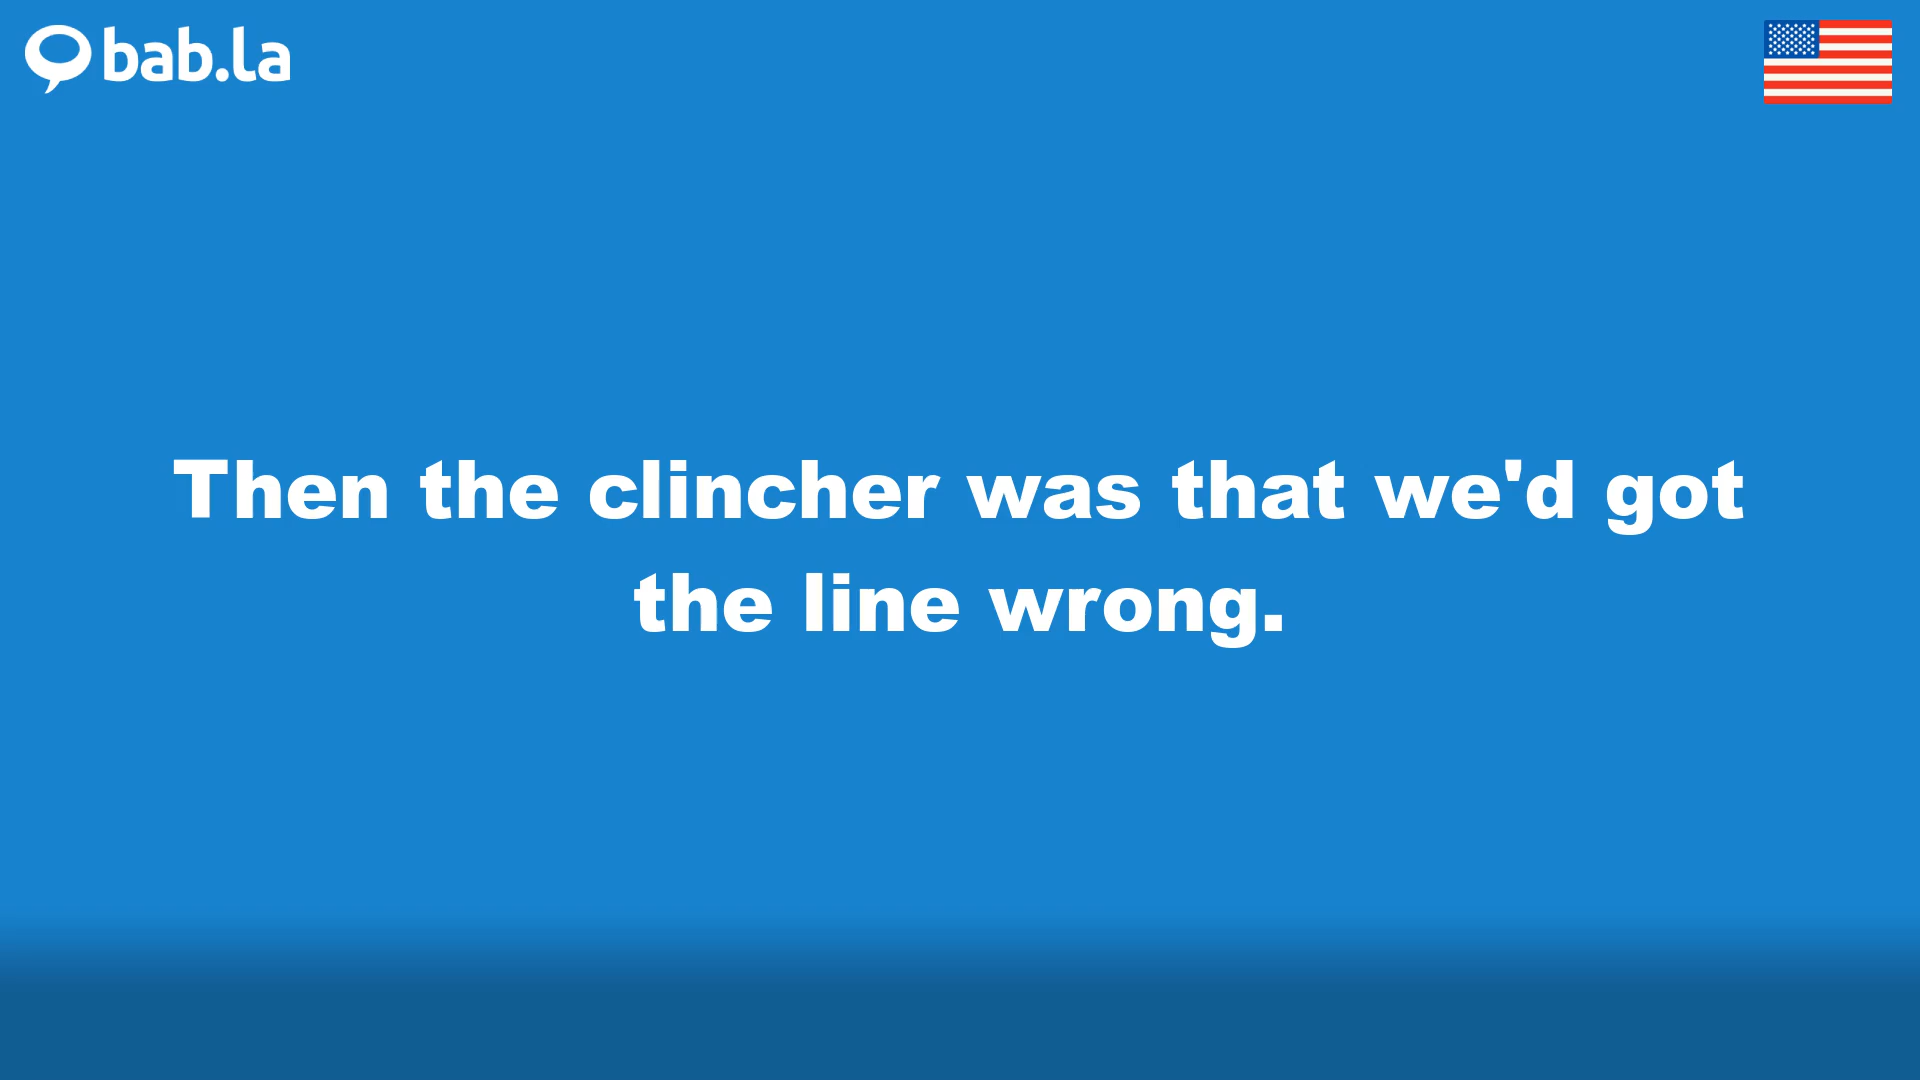 bab.la
Then the clincher was that we'd got
the line wrong.